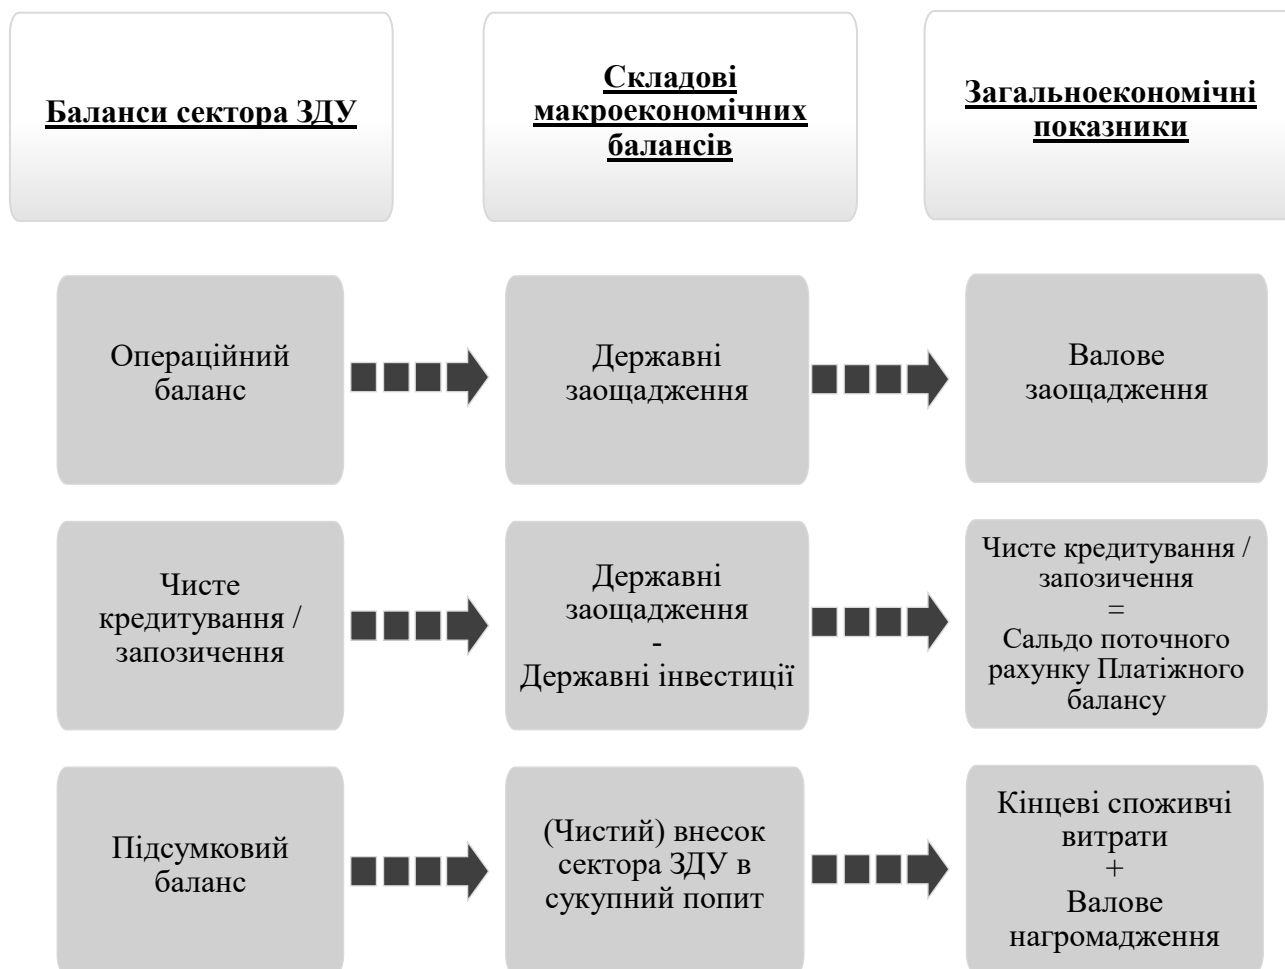 Баланси сектора ЗДУ
Складові
макроекономічних
балансів
Загальноекономічні
показники
Операційний
баланс
Державні
заощадження
Валове
заощадження
Чисте
кредитування /
запозичення
Державні
заощадження
-
Державні інвестиції
Чисте кредитування /
запозичення
=
Сальдо поточного
рахунку Платіжного
балансу
Підсумковий
баланс
(Чистий) внесок
сектора ЗДУ в
сукупний попит
Кінцеві споживчі
витрати
+
Валове
нагромадження